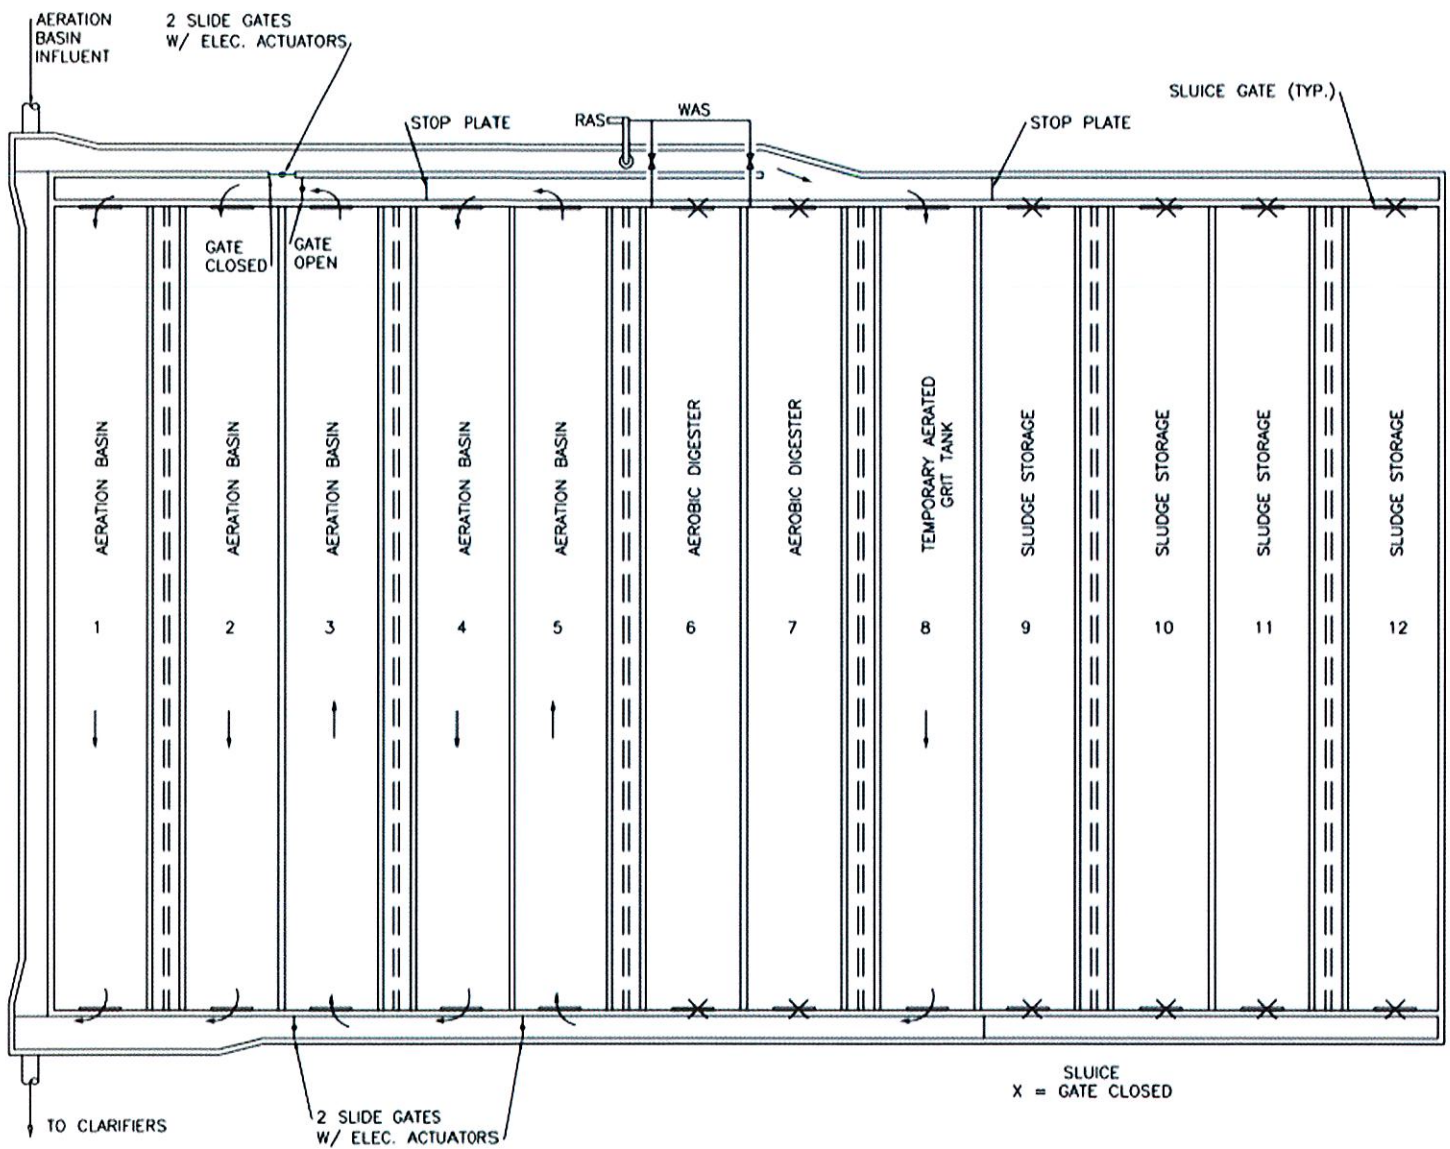 AERATION
BASIN
INFLUENT
2 SLIDE GATES
W/ ELEC. ACTUATORS
STOP PLATE
RAS
WAS
STOP PLATE
SLUICE GATE (TYP.)
GATE
CLOSED
GATE
OPEN
AERATION BASIN
1
AERATION BASIN
2
AERATION BASIN
3
AERATION BASIN
4
AERATION BASIN
5
AEROBIC DIGESTER
6
AEROBIC DIGESTER
7
TEMPORARY AERATED
GRIT TANK
8
SLUDGE STORAGE
9
SLUDGE STORAGE
10
SLUDGE STORAGE
11
SLUDGE STORAGE
12
TO CLARIFIERS
2 SLIDE GATES
W/ ELEC. ACTUATORS
SLUICE
X = GATE CLOSED